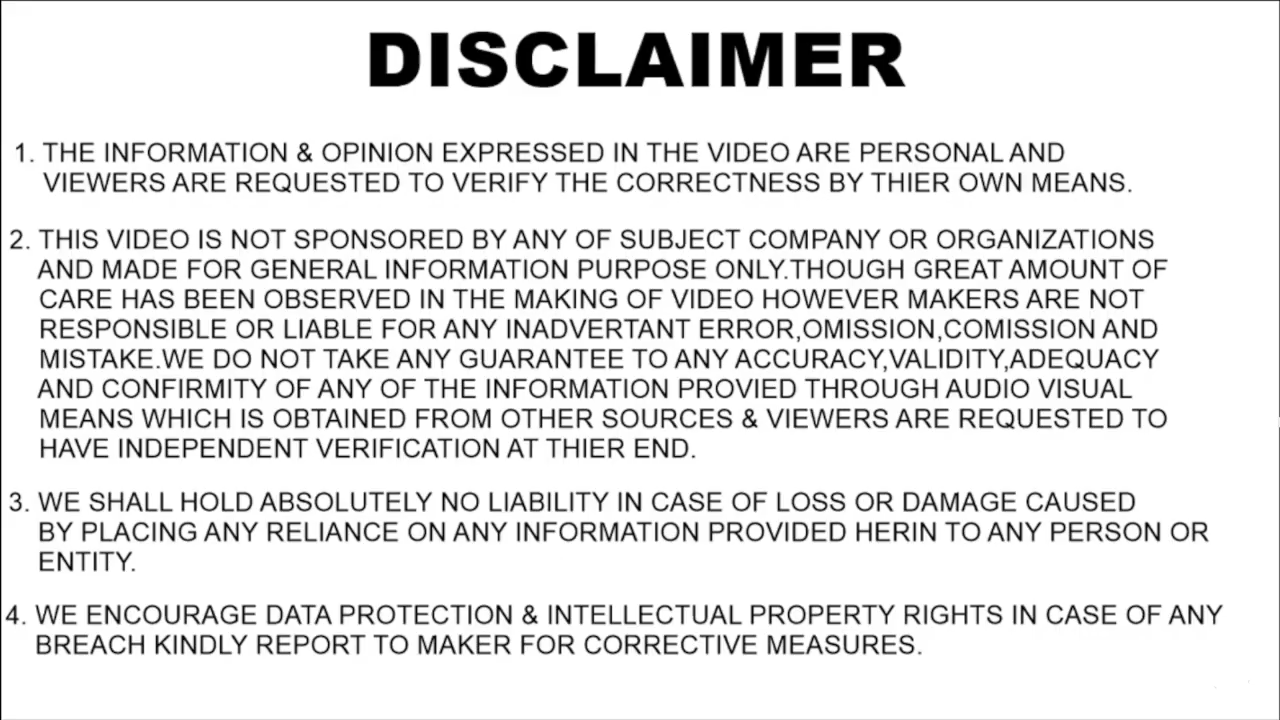 DISCLAIMER
1. THE INFORMATION & OPINION EXPRESSED IN THE VIDEO ARE PERSONAL AND
VIEWERS ARE REQUESTED TO VERIFY THE CORRECTNESS BY THIER OWN MEANS.
2. THIS VIDEO IS NOT SPONSORED BY ANY OF SUBJECT COMPANY OR ORGANIZATIONS
AND MADE FOR GENERAL INFORMATION PURPOSE ONLY.THOUGH GREAT AMOUNT OF
CARE HAS BEEN OBSERVED IN THE MAKING OF VIDEO HOWEVER MAKERS ARE NOT
RESPONSIBLE OR LIABLE FOR ANY INADVERTANT ERROR,OMISSION,COMISSION AND
MISTAKE.WE DO NOT TAKE ANY GUARANTEE TO ANY ACCURACY,VALIDITY,ADEQUACY
AND CONFIRMITY OF ANY OF THE INFORMATION PROVIED THROUGH AUDIO VISUAL
MEANS WHICH IS OBTAINED FROM OTHER SOURCES & VIEWERS ARE REQUESTED TO
HAVE INDEPENDENT VERIFICATION AT THIER END.
3. WE SHALL HOLD ABSOLUTELY NO LIABILITY IN CASE OF LOSS OR DAMAGE CAUSED
BY PLACING ANY RELIANCE ON ANY INFORMATION PROVIDED HERIN TO ANY PERSON OR
ENTITY.
4. WE ENCOURAGE DATA PROTECTION & INTELLECTUAL PROPERTY RIGHTS IN CASE OF ANY
BREACH KINDLY REPORT TO MAKER FOR CORRECTIVE MEASURES.